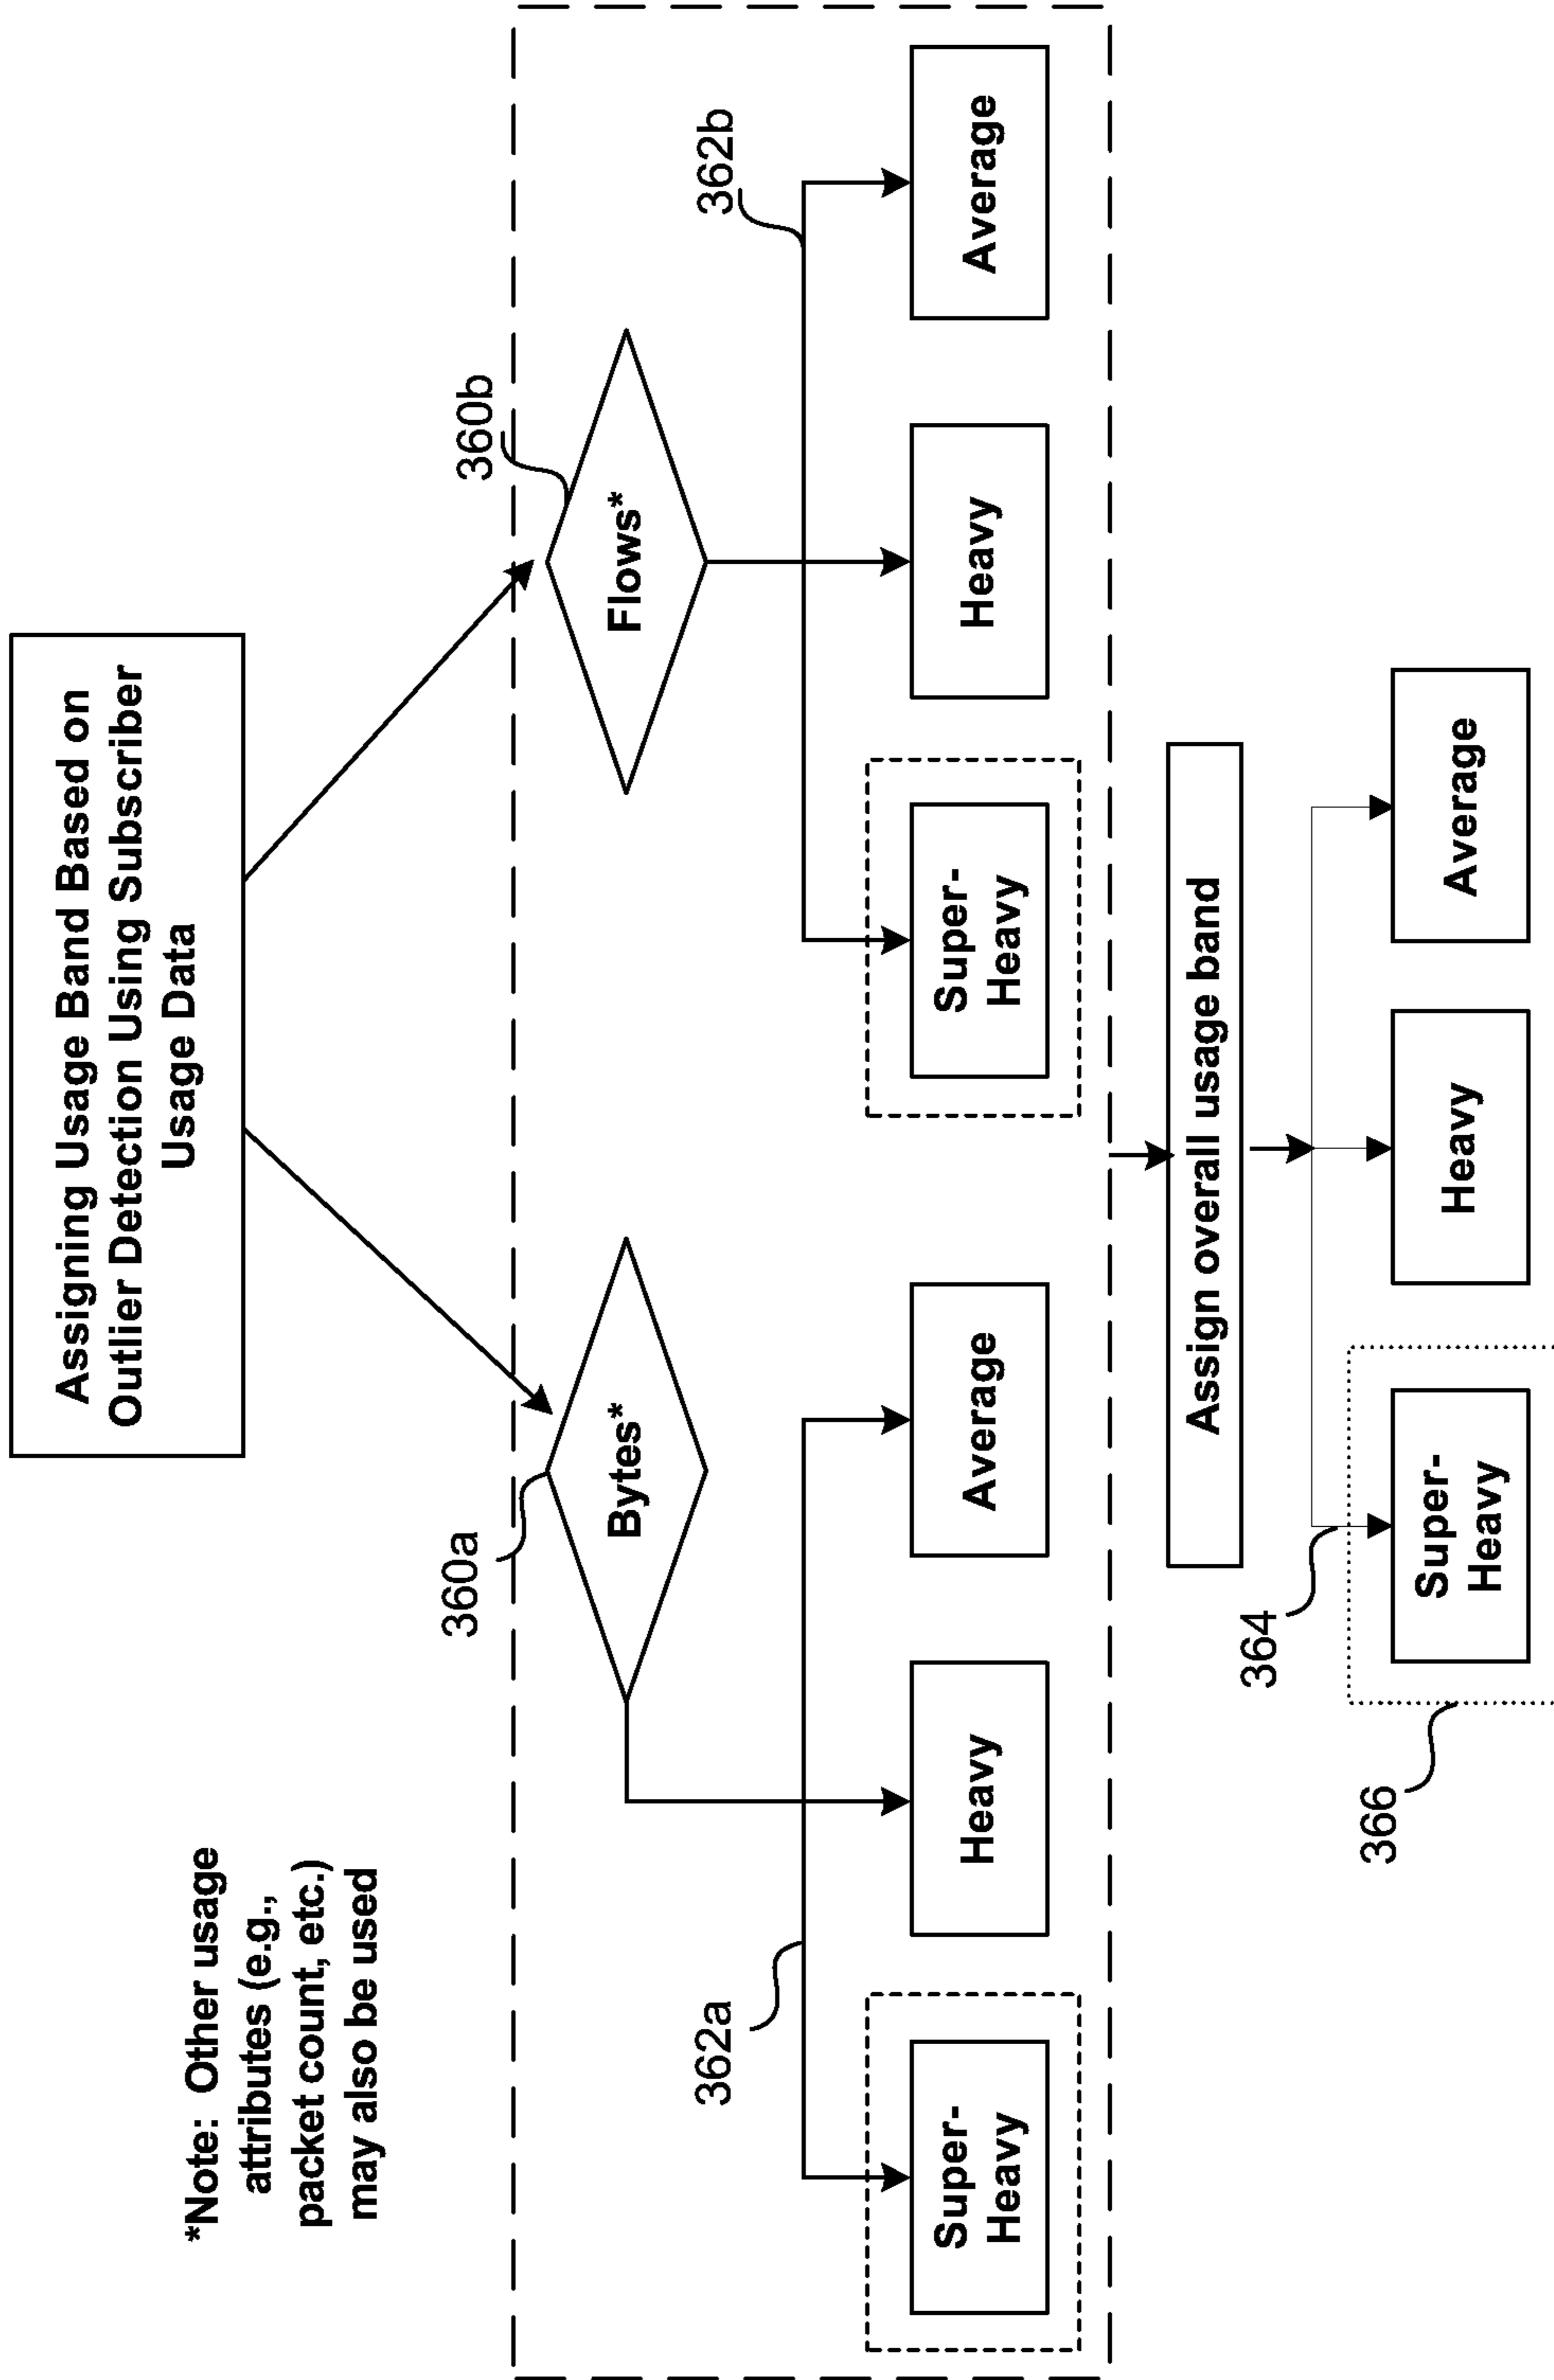 Assigning Usage Band Based on
Outlier Detection Using Subscriber
Usage Data
*Note: Other usage
attributes (e.g.,
packet count, etc.)
may also be used
360a
Bytes*
360b
Flows*
362a
362b
Super-
Heavy
Heavy
Average
Super-
Heavy
Heavy
Average
Assign overall usage band
364
366
Super-
Heavy
Heavy
Average